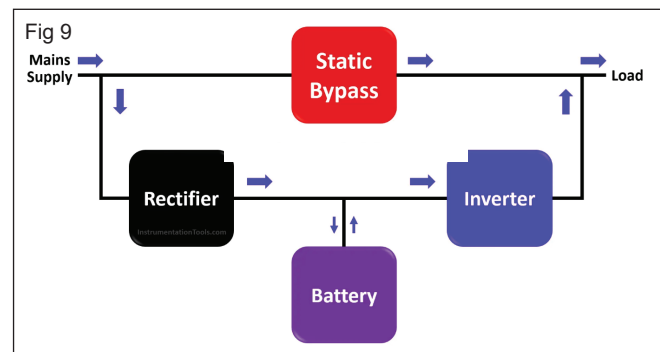 Fig 9
Mains
Supply
Static
Bypass
Load
Rectifier
InstrumentationTools.com
Inverter
Battery